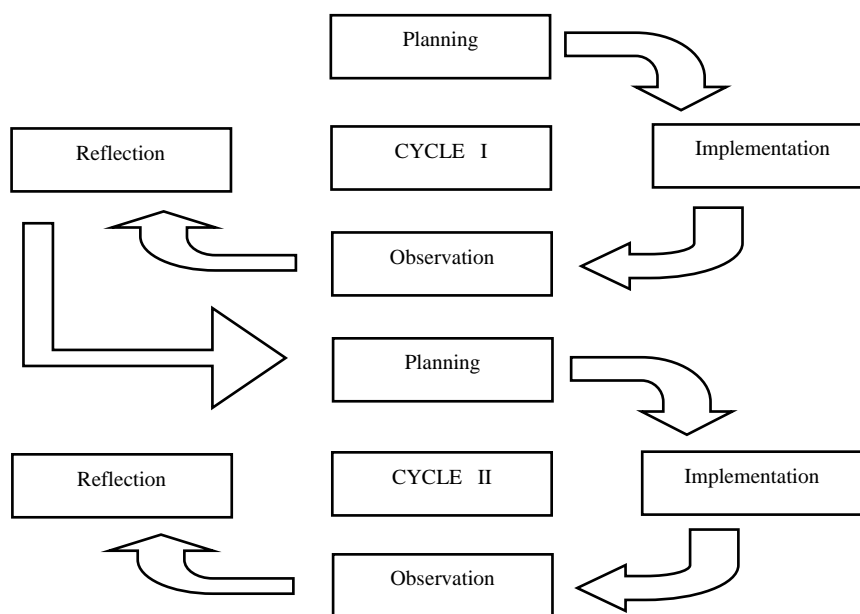 Planning
Reflection
CYCLE I
Implementation
Observation
Planning
Reflection
CYCLE II
Implementation
Observation